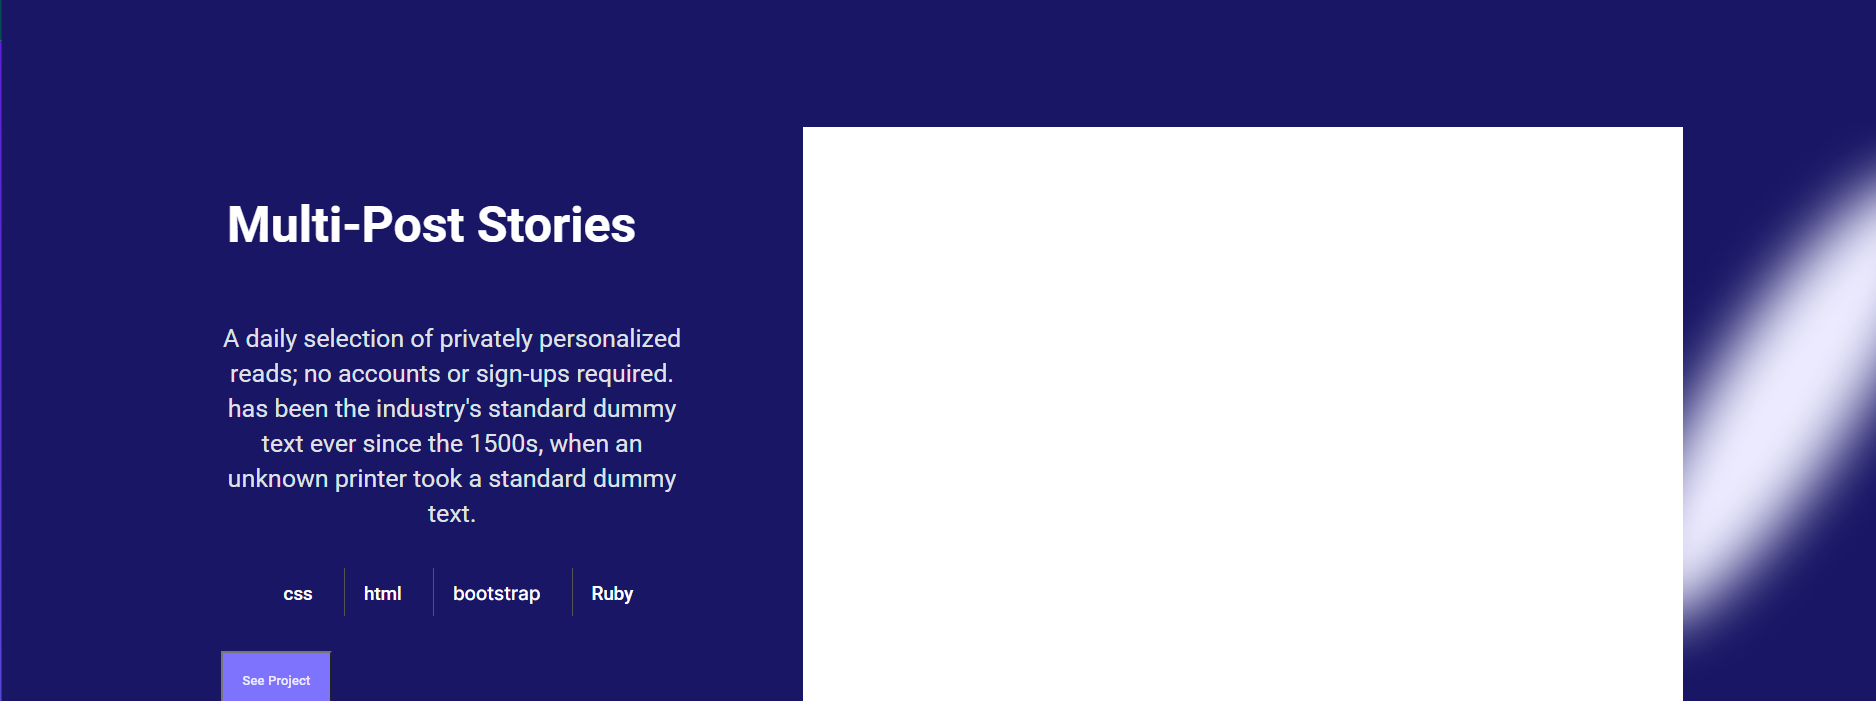 Multi-Post Stories
A daily selection of privately personalized
reads; no accounts or sign-ups required.
has been the industry's standard dummy
text ever since the 1500s, when an
unknown printer took a standard dummy
text.
css html bootstrap Ruby
See Project